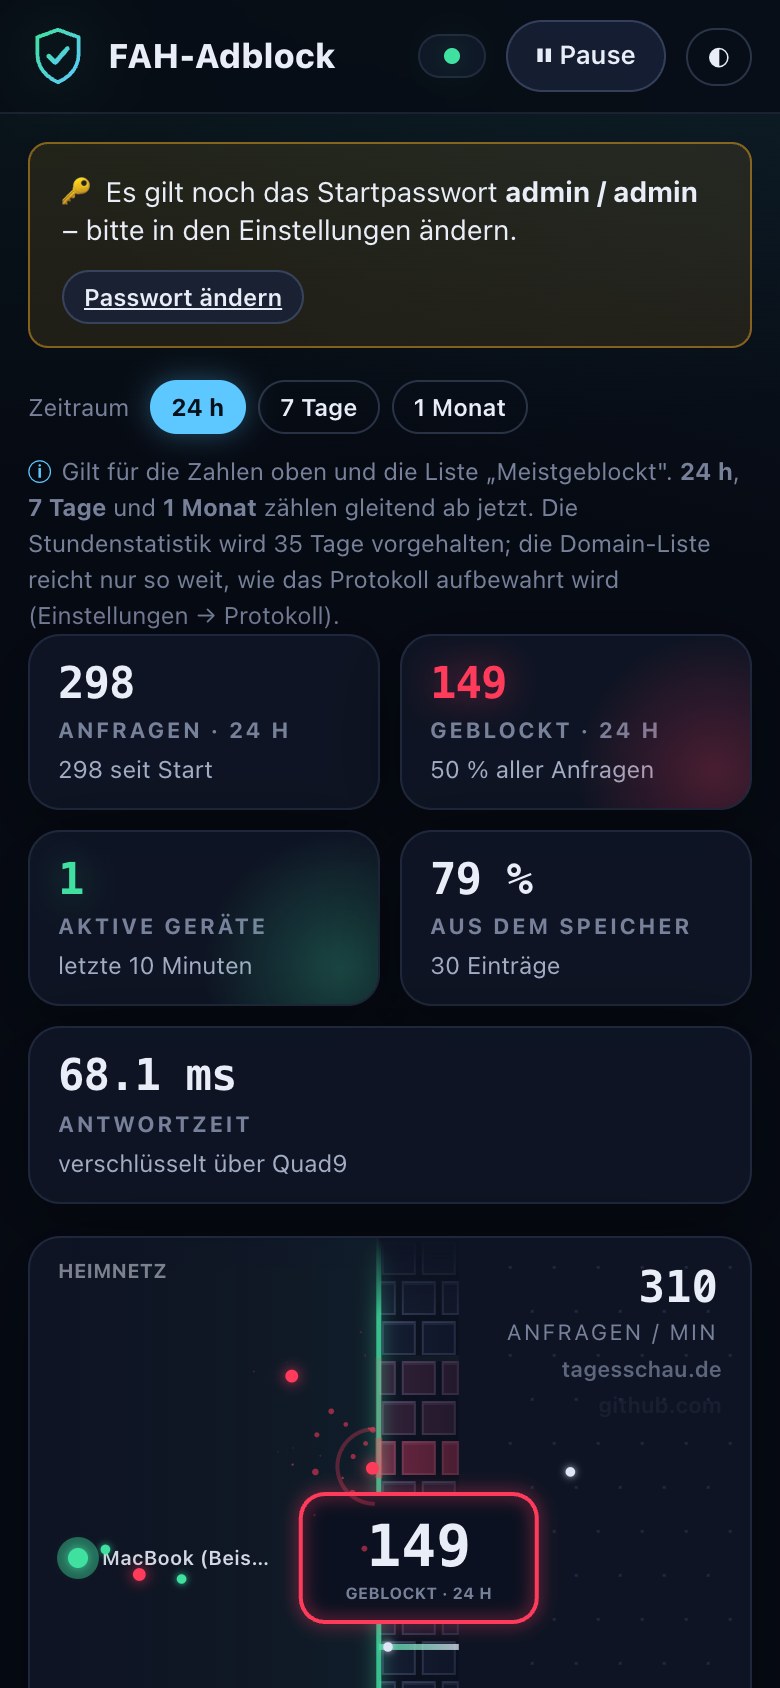 FAH-Adblock
Pause
🔑 Es gilt noch das Startpasswort admin / admin
– bitte in den Einstellungen ändern.
Passwort ändern
Zeitraum 24 h 7 Tage 1 Monat
ⓘ Gilt für die Zahlen oben und die Liste „Meistgeblockt". 24 h,
7 Tage und 1 Monat zählen gleitend ab jetzt. Die
Stundenstatistik wird 35 Tage vorgehalten; die Domain-Liste
reicht nur so weit, wie das Protokoll aufbewahrt wird
(Einstellungen → Protokoll).
298
ANFRAGEN · 24 H
298 seit Start
149
GEBLOCKT · 24 H
50 % aller Anfragen
1
AKTIVE GERÄTE
letzte 10 Minuten
79 %
AUS DEM SPEICHER
30 Einträge
68.1 ms
ANTWORTZEIT
verschlüsselt über Quad9
HEIMNETZ
310
ANFRAGEN / MIN
tagesschau.de
github.com
MacBook (Beis...
149
GEBLOCKT · 24 H